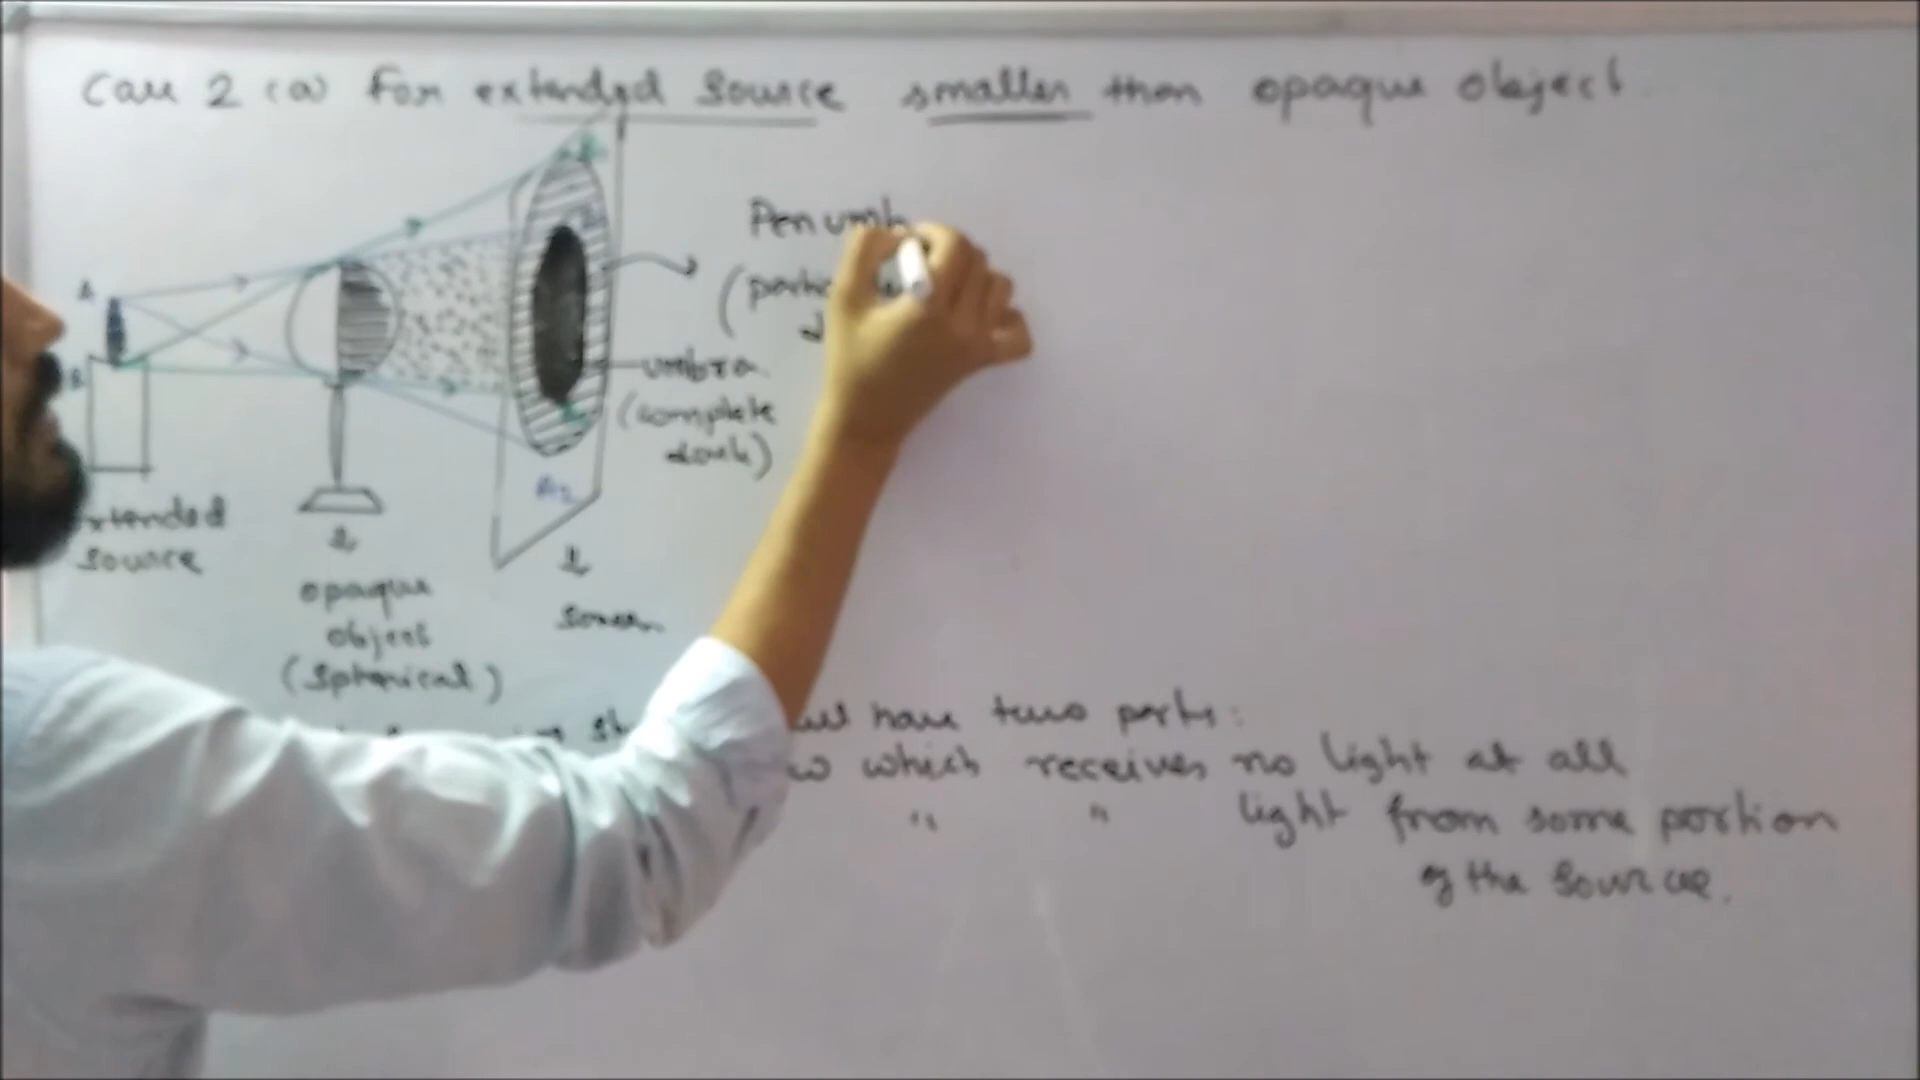 Case 2 (a) For extended source smaller than opaque object.
A
B
Penumb
umbra
(complete
dark)
extended
source
opaque
object
(spherical)
Screen
have two parts:
which receives no light at all
" " light from some portion
of the source.